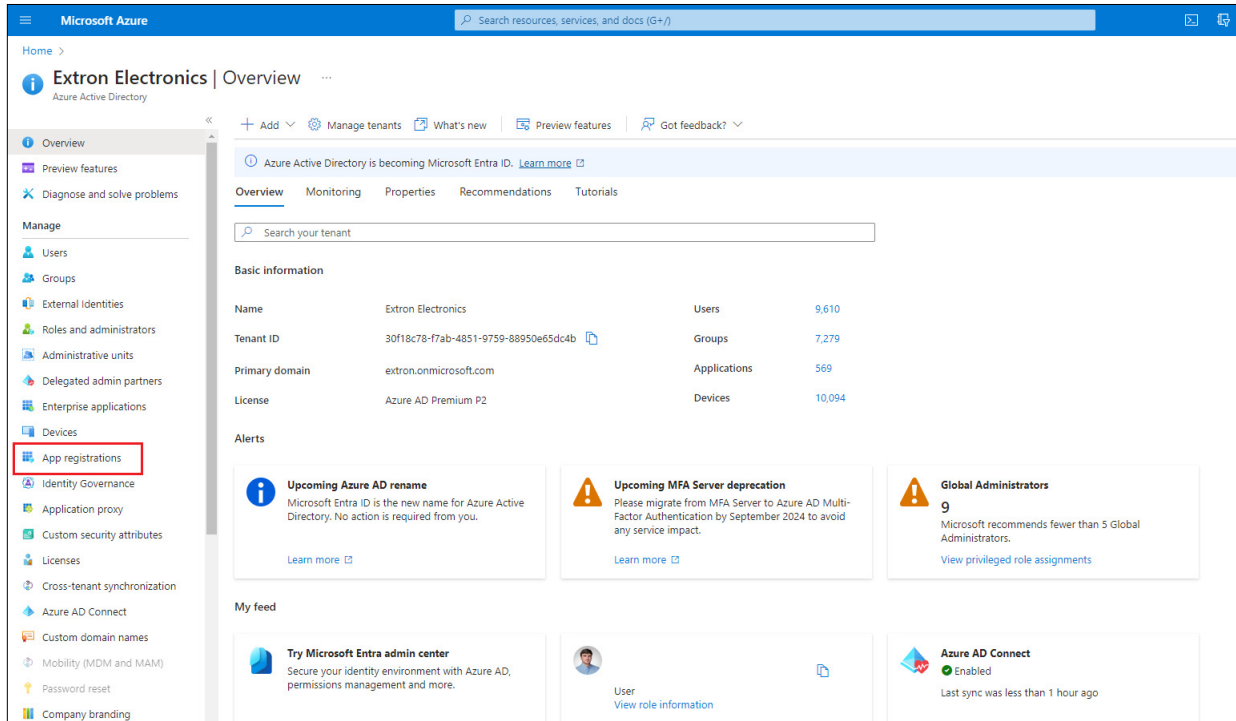 Microsoft Azure
Search resources, services, and docs (G+/)
Home >
Extron Electronics | Overview ...
Azure Active Directory
«
Overview
Preview features
Diagnose and solve problems
Manage
Users
Groups
External Identities
Roles and administrators
Administrative units
Delegated admin partners
Enterprise applications
Devices
App registrations
Identity Governance
Application proxy
Custom security attributes
Licenses
Cross-tenant synchronization
Azure AD Connect
Custom domain names
Mobility (MDM and MAM)
Password reset
Company branding
Add Manage tenants What's new Preview features Got feedback?
Azure Active Directory is becoming Microsoft Entra ID. Learn more
Overview Monitoring Properties Recommendations Tutorials
Search your tenant
Basic information
Name Extron Electronics Users 9,610
Tenant ID 30f18c78-f7ab-4851-9759-88950e65dc4b Groups 7,279
Primary domain extron.onmicrosoft.com Applications 569
License Azure AD Premium P2 Devices 10,094
Alerts
Upcoming Azure AD rename
Microsoft Entra ID is the new name for Azure Active
Directory. No action is required from you.
Learn more
Upcoming MFA Server deprecation
Please migrate from MFA Server to Azure AD Multi-
Factor Authentication by September 2024 to avoid
any service impact.
Learn more
Global Administrators
9
Microsoft recommends fewer than 5 Global
Administrators.
View privileged role assignments
My feed
Try Microsoft Entra admin center
Secure your identity environment with Azure AD,
permissions management and more.
User
View role information
Azure AD Connect
Enabled
Last sync was less than 1 hour ago